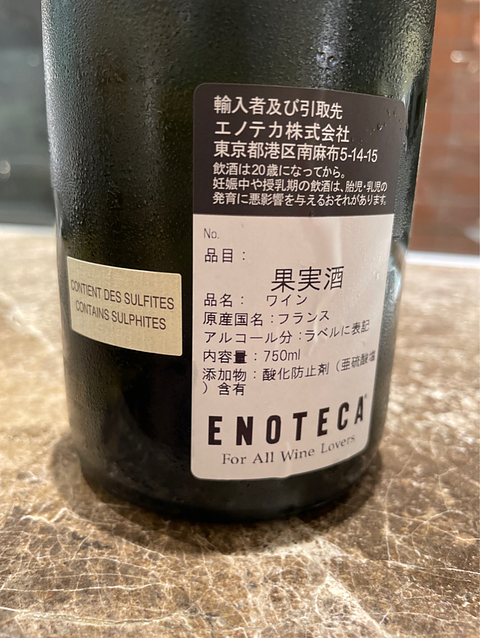 輸入者及び引取先
エノテカ株式会社
東京都港区南麻布5-14-15
飲酒は20歳になってから。
妊娠中や授乳期の飲酒は、胎児・乳児の
発育に悪影響を与えるおそれがあります。
No.
品目：
果実酒
品名： ワイン
原産国名：フランス
アルコール分：ラベルに表記
内容量：750ml
添加物：酸化防止剤（亜硫酸塩
）含有
ENOTECA
For All Wine Lovers
CONTIENT DES SULFITES
CONTAINS SULPHITES